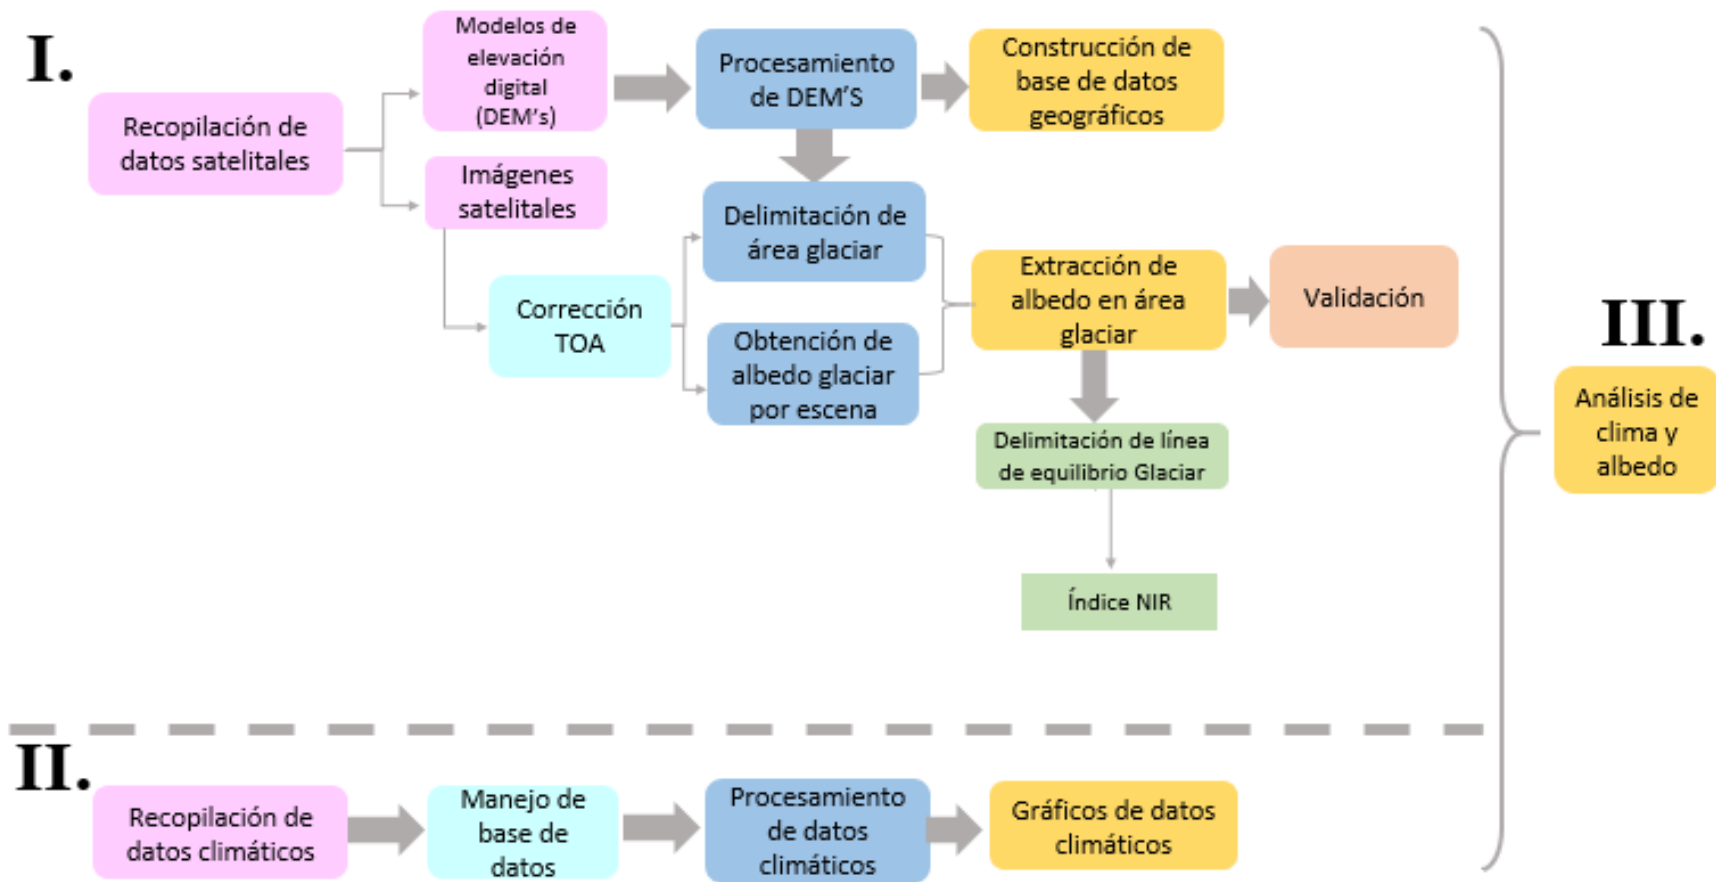 I.
Recopilación de
datos satelitales
Modelos de
elevación
digital
(DEM's)
Procesamiento
de DEM´S
Construcción de
base de datos
geográficos
Imágenes
satelitales
Corrección
TOA
Delimitación de
área glaciar
Obtención de
albedo glaciar
por escena
Extracción de
albedo en área
glaciar
Validación
Delimitación de línea
de equilibrio Glaciar
Índice NIR
II.
Recopilación de
datos climáticos
Manejo de
base de
datos
Procesamiento
de datos
climáticos
Gráficos de datos
climáticos
III.
Análisis de
clima y
albedo